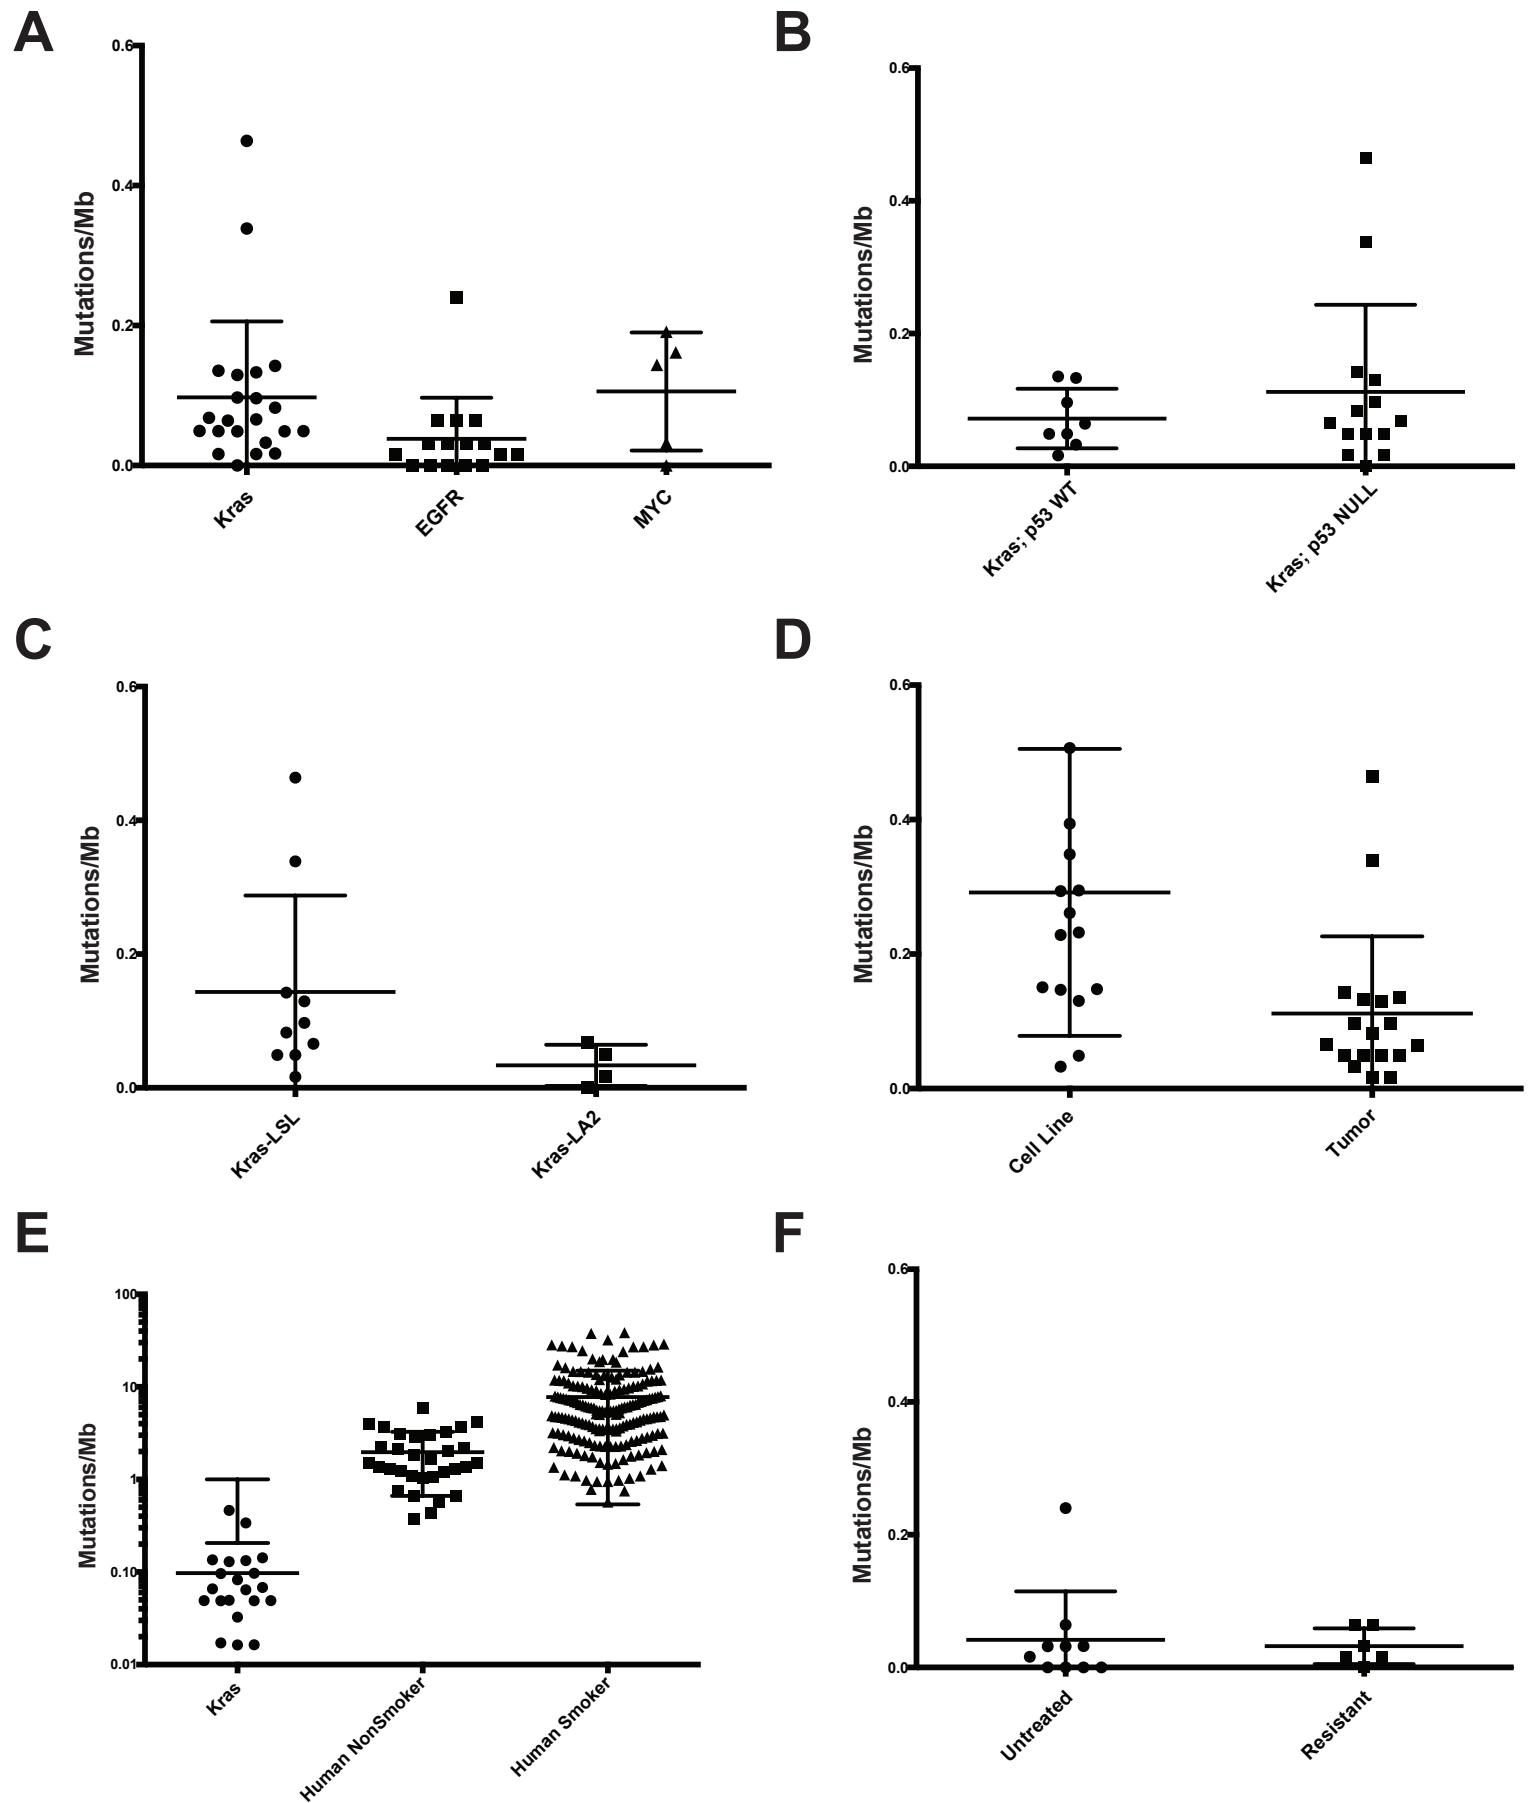 A
0.6
0.4
0.2
0.0
Mutations/Mb
Kras
EGFR
MYC
B
0.6
0.4
0.2
0.0
Mutations/Mb
Kras; p53 WT
Kras; p53 NULL
C
0.6
0.4
0.2
0.0
Mutations/Mb
Kras-LSL
Kras-LA2
D
0.6
0.4
0.2
0.0
Mutations/Mb
Cell Line
Tumor
E
100
10
1
0.10
0.01
Mutations/Mb
Kras
Human NonSmoker
Human Smoker
F
0.6
0.4
0.2
0.0
Mutations/Mb
Untreated
Resistant